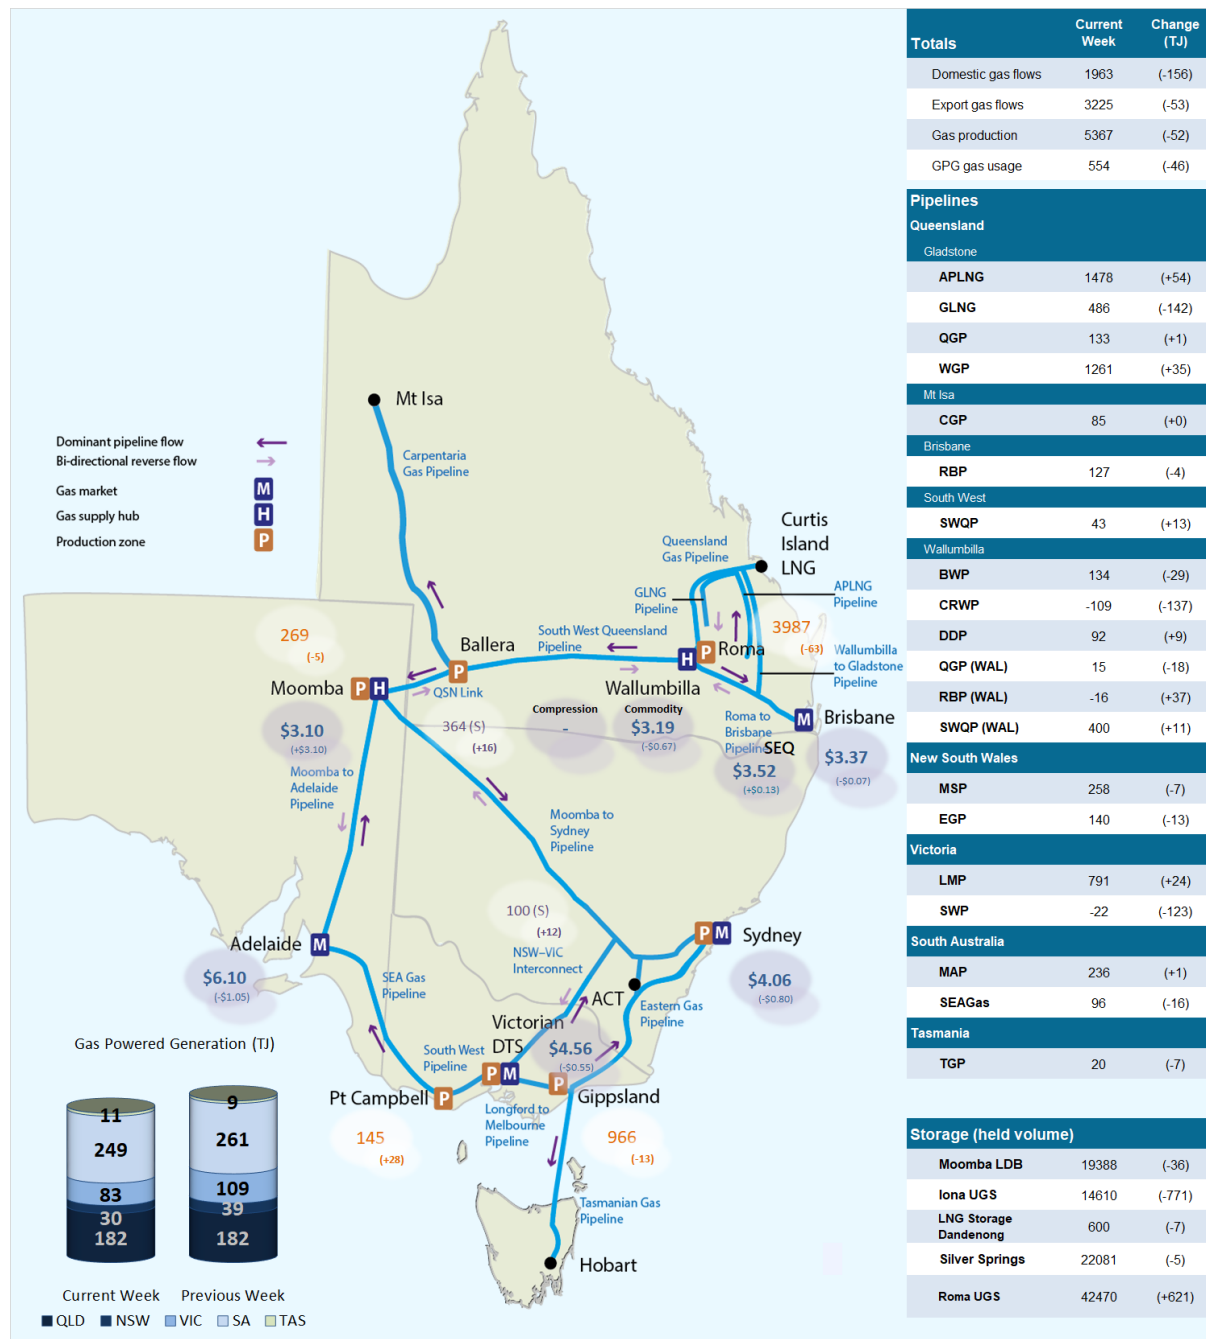 Mt Isa
Dominant pipeline flow
Bi-directional reverse flow
Gas market M
Gas supply hub H
Production zone P
Carpentaria
Gas Pipeline
Curtis
Island
LNG
Queensland
Gas Pipeline
GLNG
Pipeline
APLNG
Pipeline
269
(-5)
Ballera
P
South West Queensland
Pipeline
H P Roma
3987
(-63)
Wallumbilla
to Gladstone
Pipeline
Moomba P H
QSN Link
Wallumbilla
$3.10
(+$3.10)
364 (S)
(+16)
Compression
-
Commodity
$3.19
(-$0.67)
Roma to
Brisbane
Pipeline
M Brisbane
SEQ
$3.52
(+$0.13)
$3.37
(-$0.07)
Moomba to
Adelaide
Pipeline
Moomba to
Sydney
Pipeline
100 (S)
(+12)
NSW–VIC
Interconnect
P M Sydney
Adelaide M
$6.10
(-$1.05)
SEA Gas
Pipeline
ACT
Eastern Gas
Pipeline
$4.06
(-$0.80)
Victorian
DTS
P M
$4.56
(-$0.55)
South West
Pipeline
Pt Campbell P
145
(+28)
P
Gippsland
966
(-13)
Longford to
Melbourne
Pipeline
Tasmanian Gas
Pipeline
Hobart
Gas Powered Generation (TJ)
11
249
83
30
182
9
261
109
39
182
Current Week Previous Week
QLD NSW VIC SA TAS
Totals Current Week Change (TJ)
Domestic gas flows 1963 (-156)
Export gas flows 3225 (-53)
Gas production 5367 (-52)
GPG gas usage 554 (-46)
Pipelines
Queensland
Gladstone
APLNG 1478 (+54)
GLNG 486 (-142)
QGP 133 (+1)
WGP 1261 (+35)
Mt Isa
CGP 85 (+0)
Brisbane
RBP 127 (-4)
South West
SWQP 43 (+13)
Wallumbilla
BWP 134 (-29)
CRWP -109 (-137)
DDP 92 (+9)
QGP (WAL) 15 (-18)
RBP (WAL) -16 (+37)
SWQP (WAL) 400 (+11)
New South Wales
MSP 258 (-7)
EGP 140 (-13)
Victoria
LMP 791 (+24)
SWP -22 (-123)
South Australia
MAP 236 (+1)
SEAGas 96 (-16)
Tasmania
TGP 20 (-7)
Storage (held volume)
Moomba LDB 19388 (-36)
Iona UGS 14610 (-771)
LNG Storage
Dandenong 600 (-7)
Silver Springs 22081 (-5)
Roma UGS 42470 (+621)